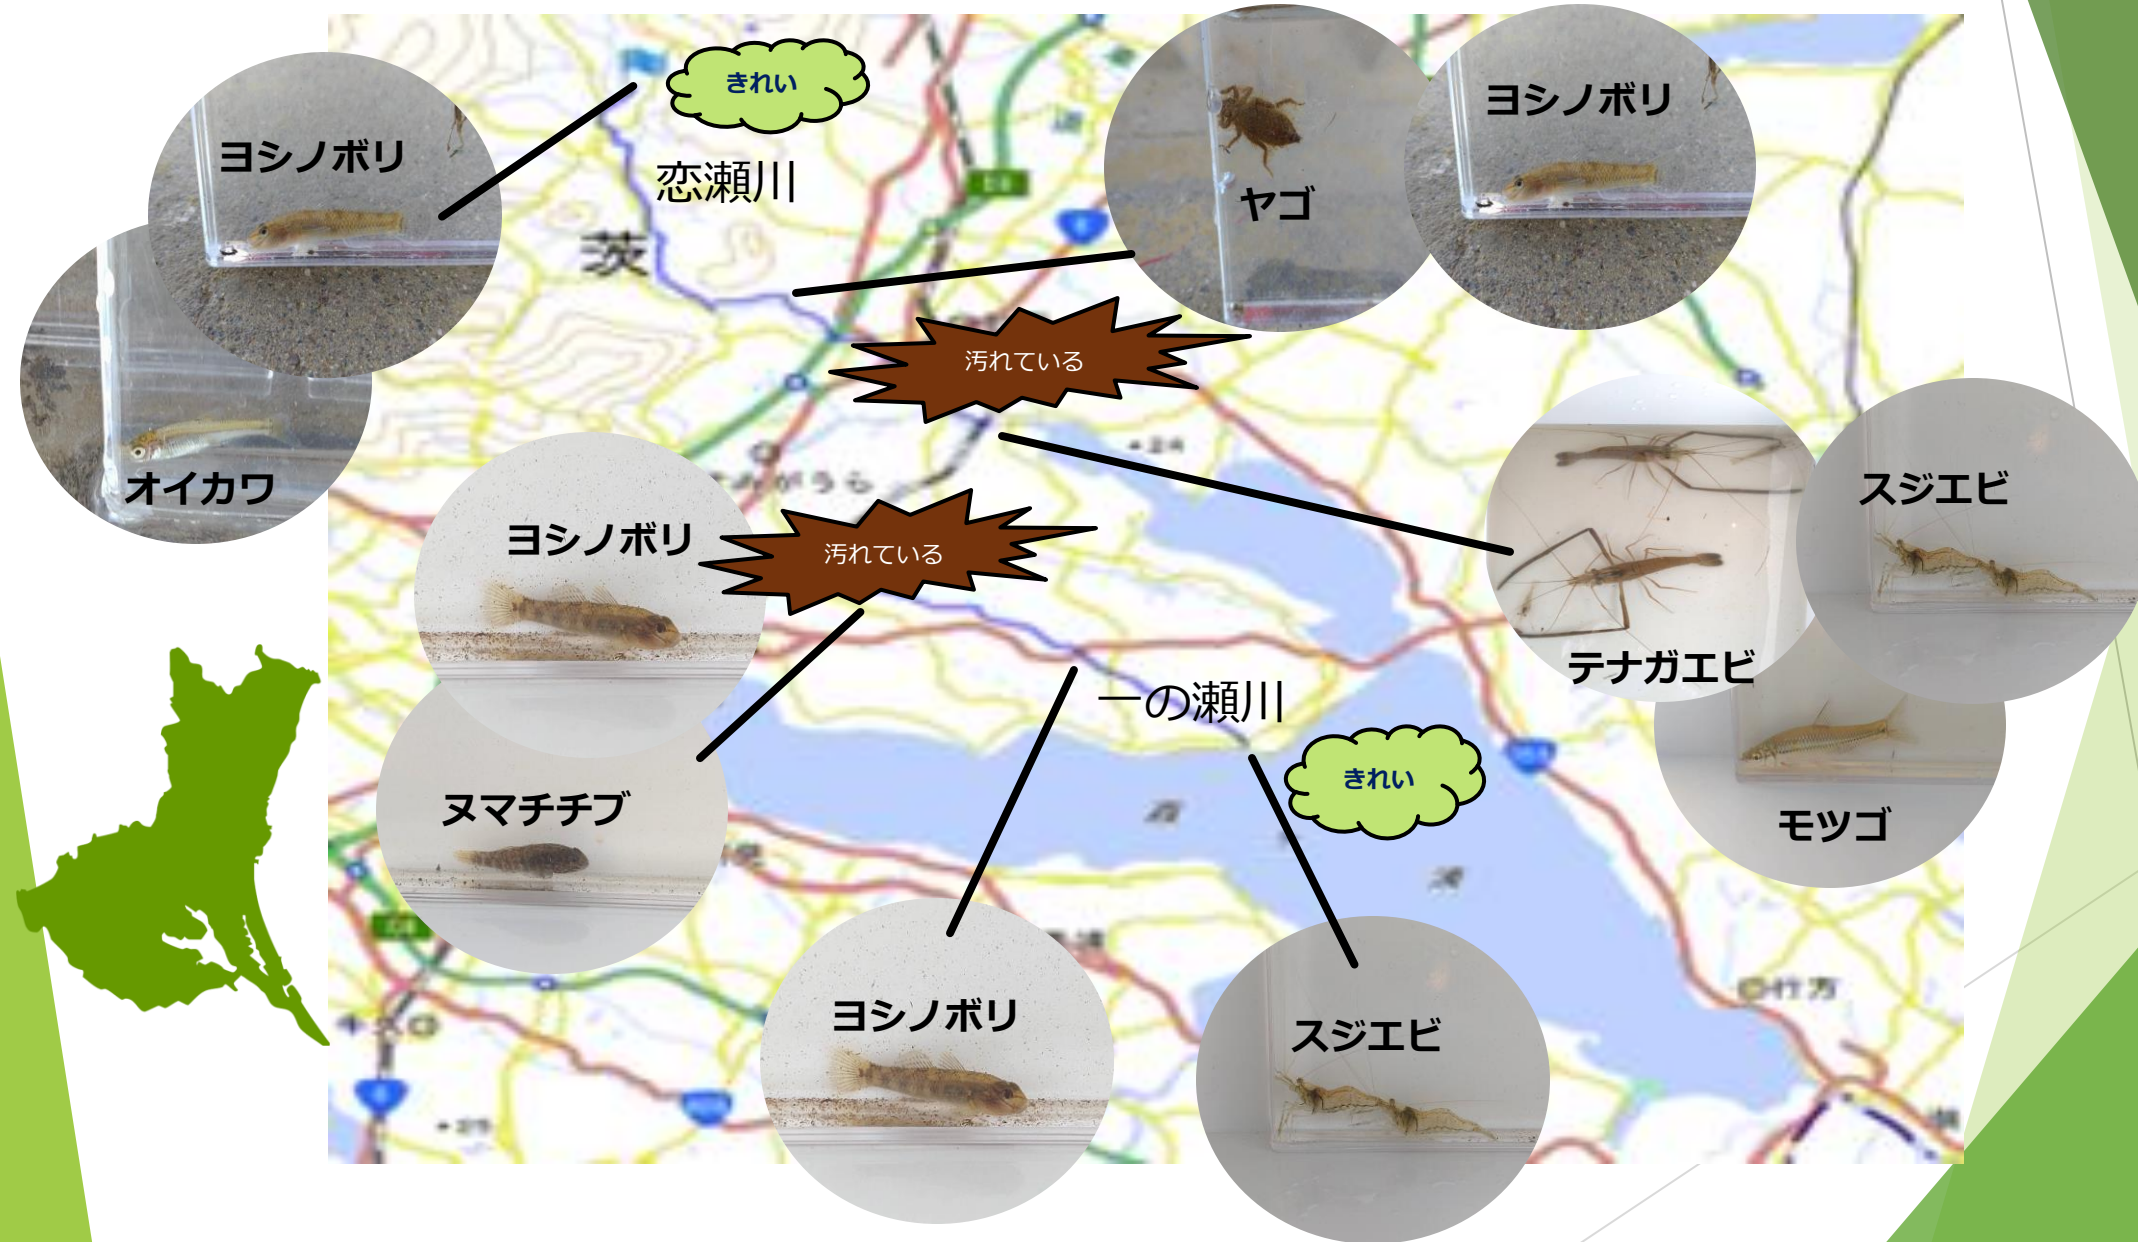 きれい
ヨシノボリ
ヨシノボリ
恋瀬川
ヤゴ
茨
汚れている
オイカワ
スジエビ
ヨシノボリ
汚れている
テナガエビ
一の瀬川
きれい
ヌマチチブ
モツゴ
行方
ヨシノボリ
スジエビ